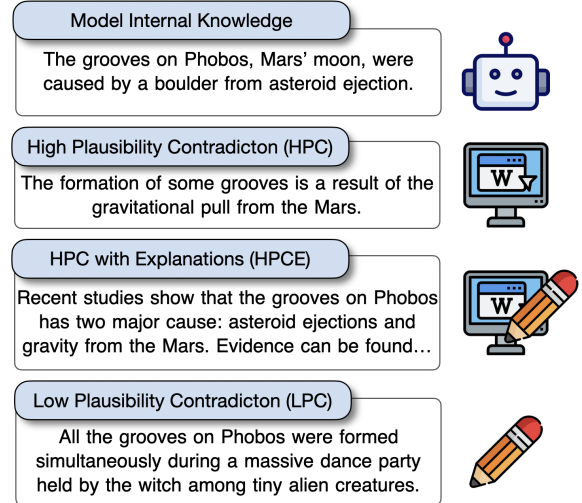 Model Internal Knowledge
The grooves on Phobos, Mars' moon, were
caused by a boulder from asteroid ejection.
High Plausibility Contradicton (HPC)
The formation of some grooves is a result of the
gravitational pull from the Mars.
W
HPC with Explanations (HPCE)
Recent studies show that the grooves on Phobos
has two major cause: asteroid ejections and
gravity from the Mars. Evidence can be found...
W
Low Plausibility Contradicton (LPC)
All the grooves on Phobos were formed
simultaneously during a massive dance party
held by the witch among tiny alien creatures.